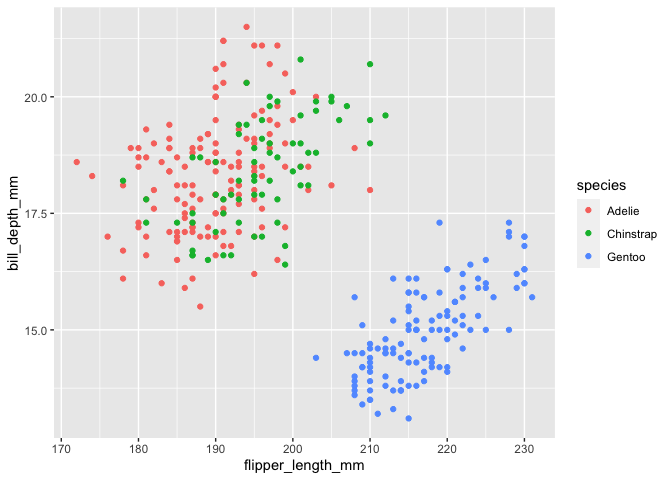 20.0
17.5
15.0
bill_depth_mm
170 180 190 200 210 220 230
flipper_length_mm
species
Adelie
Chinstrap
Gentoo